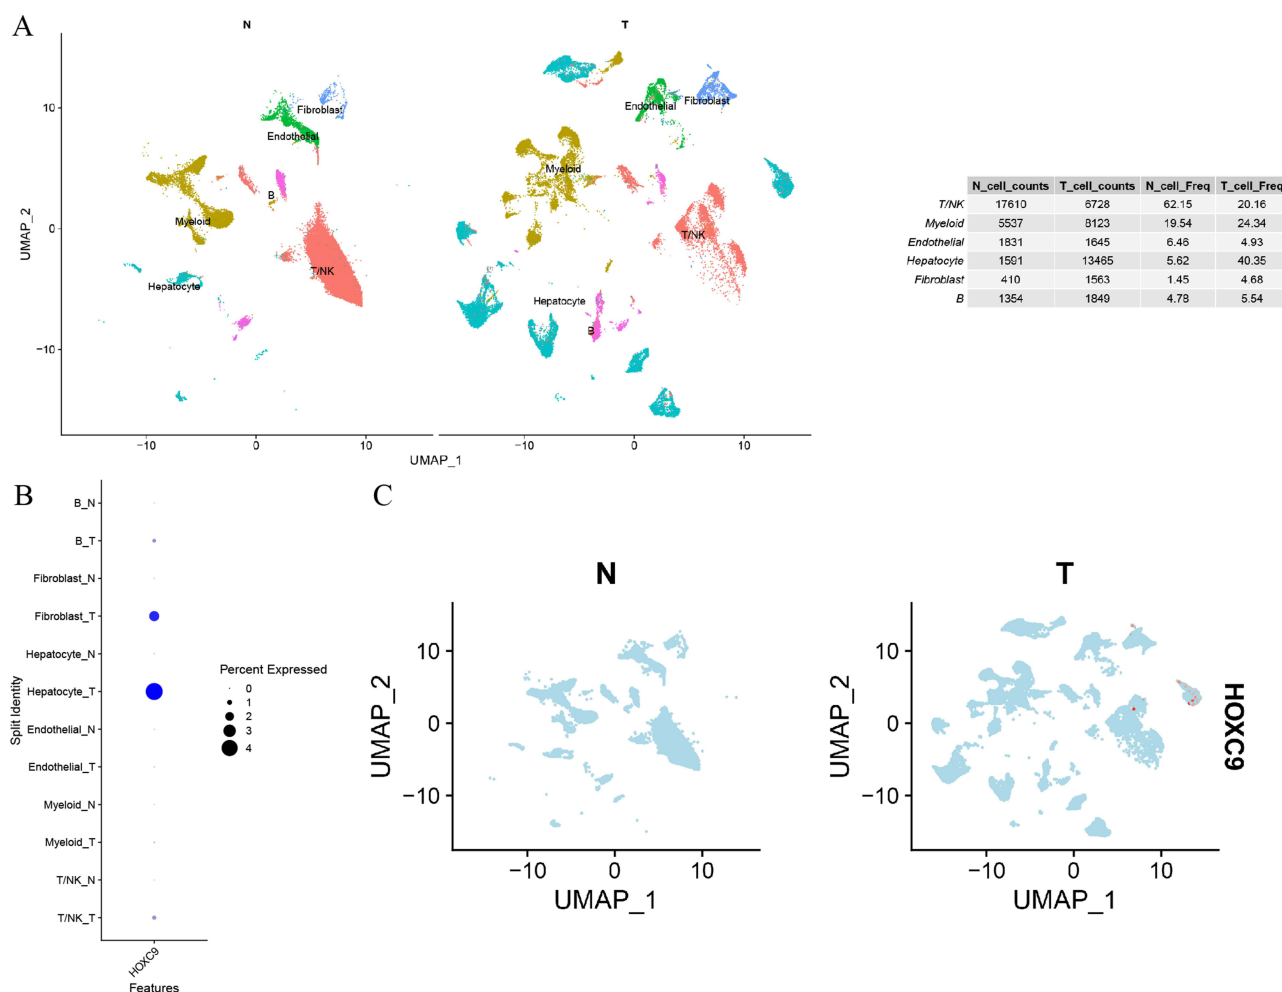 A
N
T
10
0
−10
UMAP_2
Fibroblast
Endothelial
B
Myeloid
T/NK
Hepatocyte
Endothelial
Fibroblast
Myeloid
T/NK
Hepatocyte
B
−10
0
10
−10
0
10
UMAP_1
N_cell_counts T_cell_counts N_cell_Freq T_cell_Freq
T/NK 17610 6728 62.15 20.16
Myeloid 5537 8123 19.54 24.34
Endothelial 1831 1645 6.46 4.93
Hepatocyte 1591 13465 5.62 40.35
Fibroblast 410 1563 1.45 4.68
B 1354 1849 4.78 5.54
B
Split Identity
B_N
B_T
Fibroblast_N
Fibroblast_T
Hepatocyte_N
Hepatocyte_T
Endothelial_N
Endothelial_T
Myeloid_N
Myeloid_T
T/NK_N
T/NK_T
HOXC9
Features
Percent Expressed
0
1
2
3
4
C
N
UMAP_2
10
0
−10
−10 0 10
UMAP_1
T
UMAP_2
10
0
−10
−10 0 10
UMAP_1
HOXC9